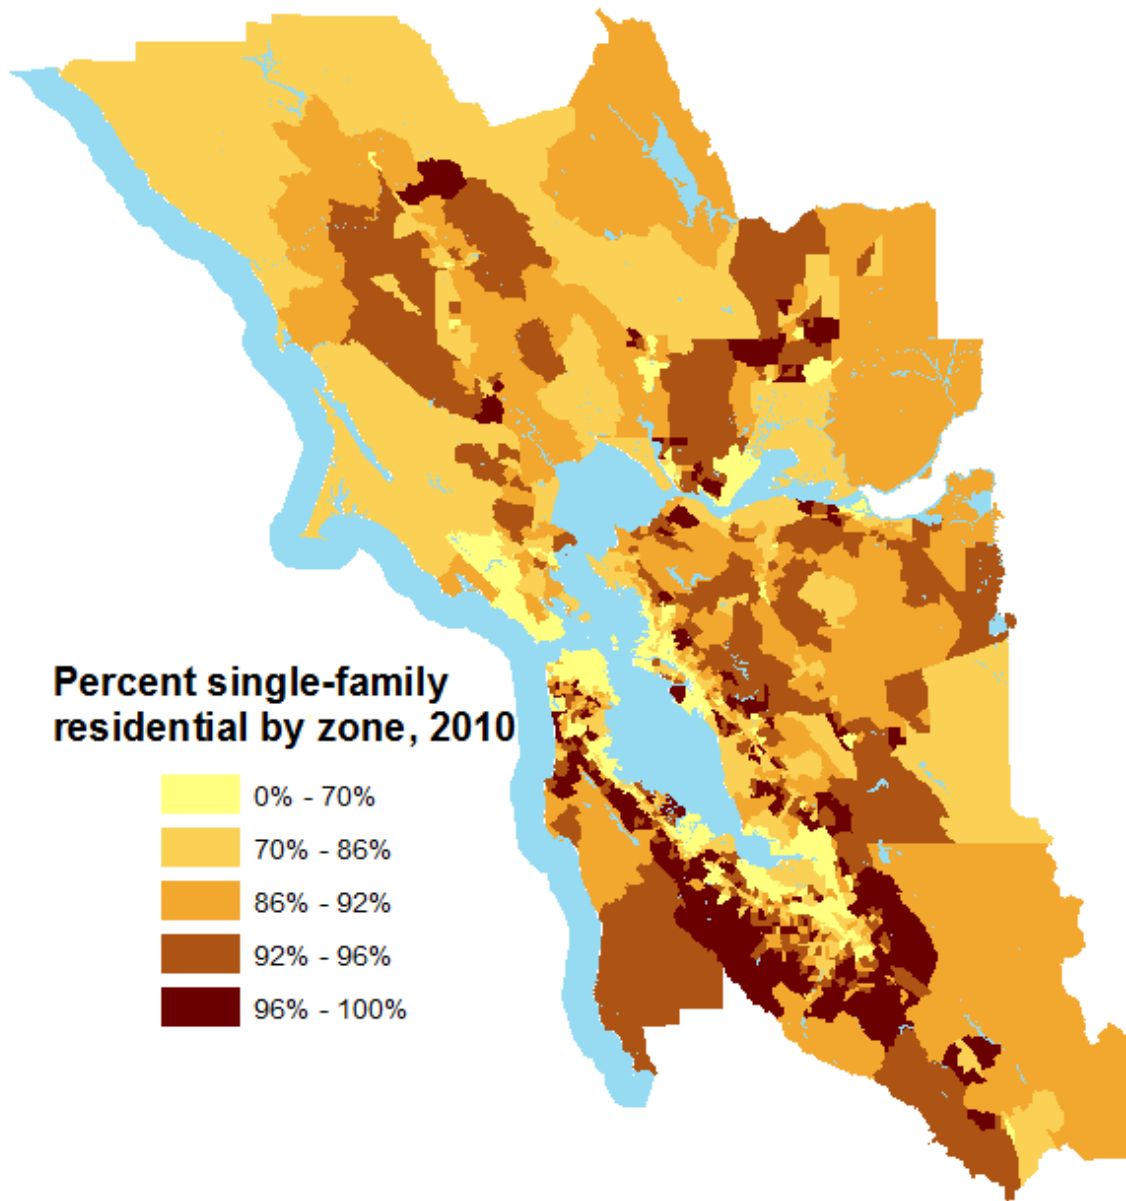 Percent single-family
residential by zone, 2010
0% - 70%
70% - 86%
86% - 92%
92% - 96%
96% - 100%